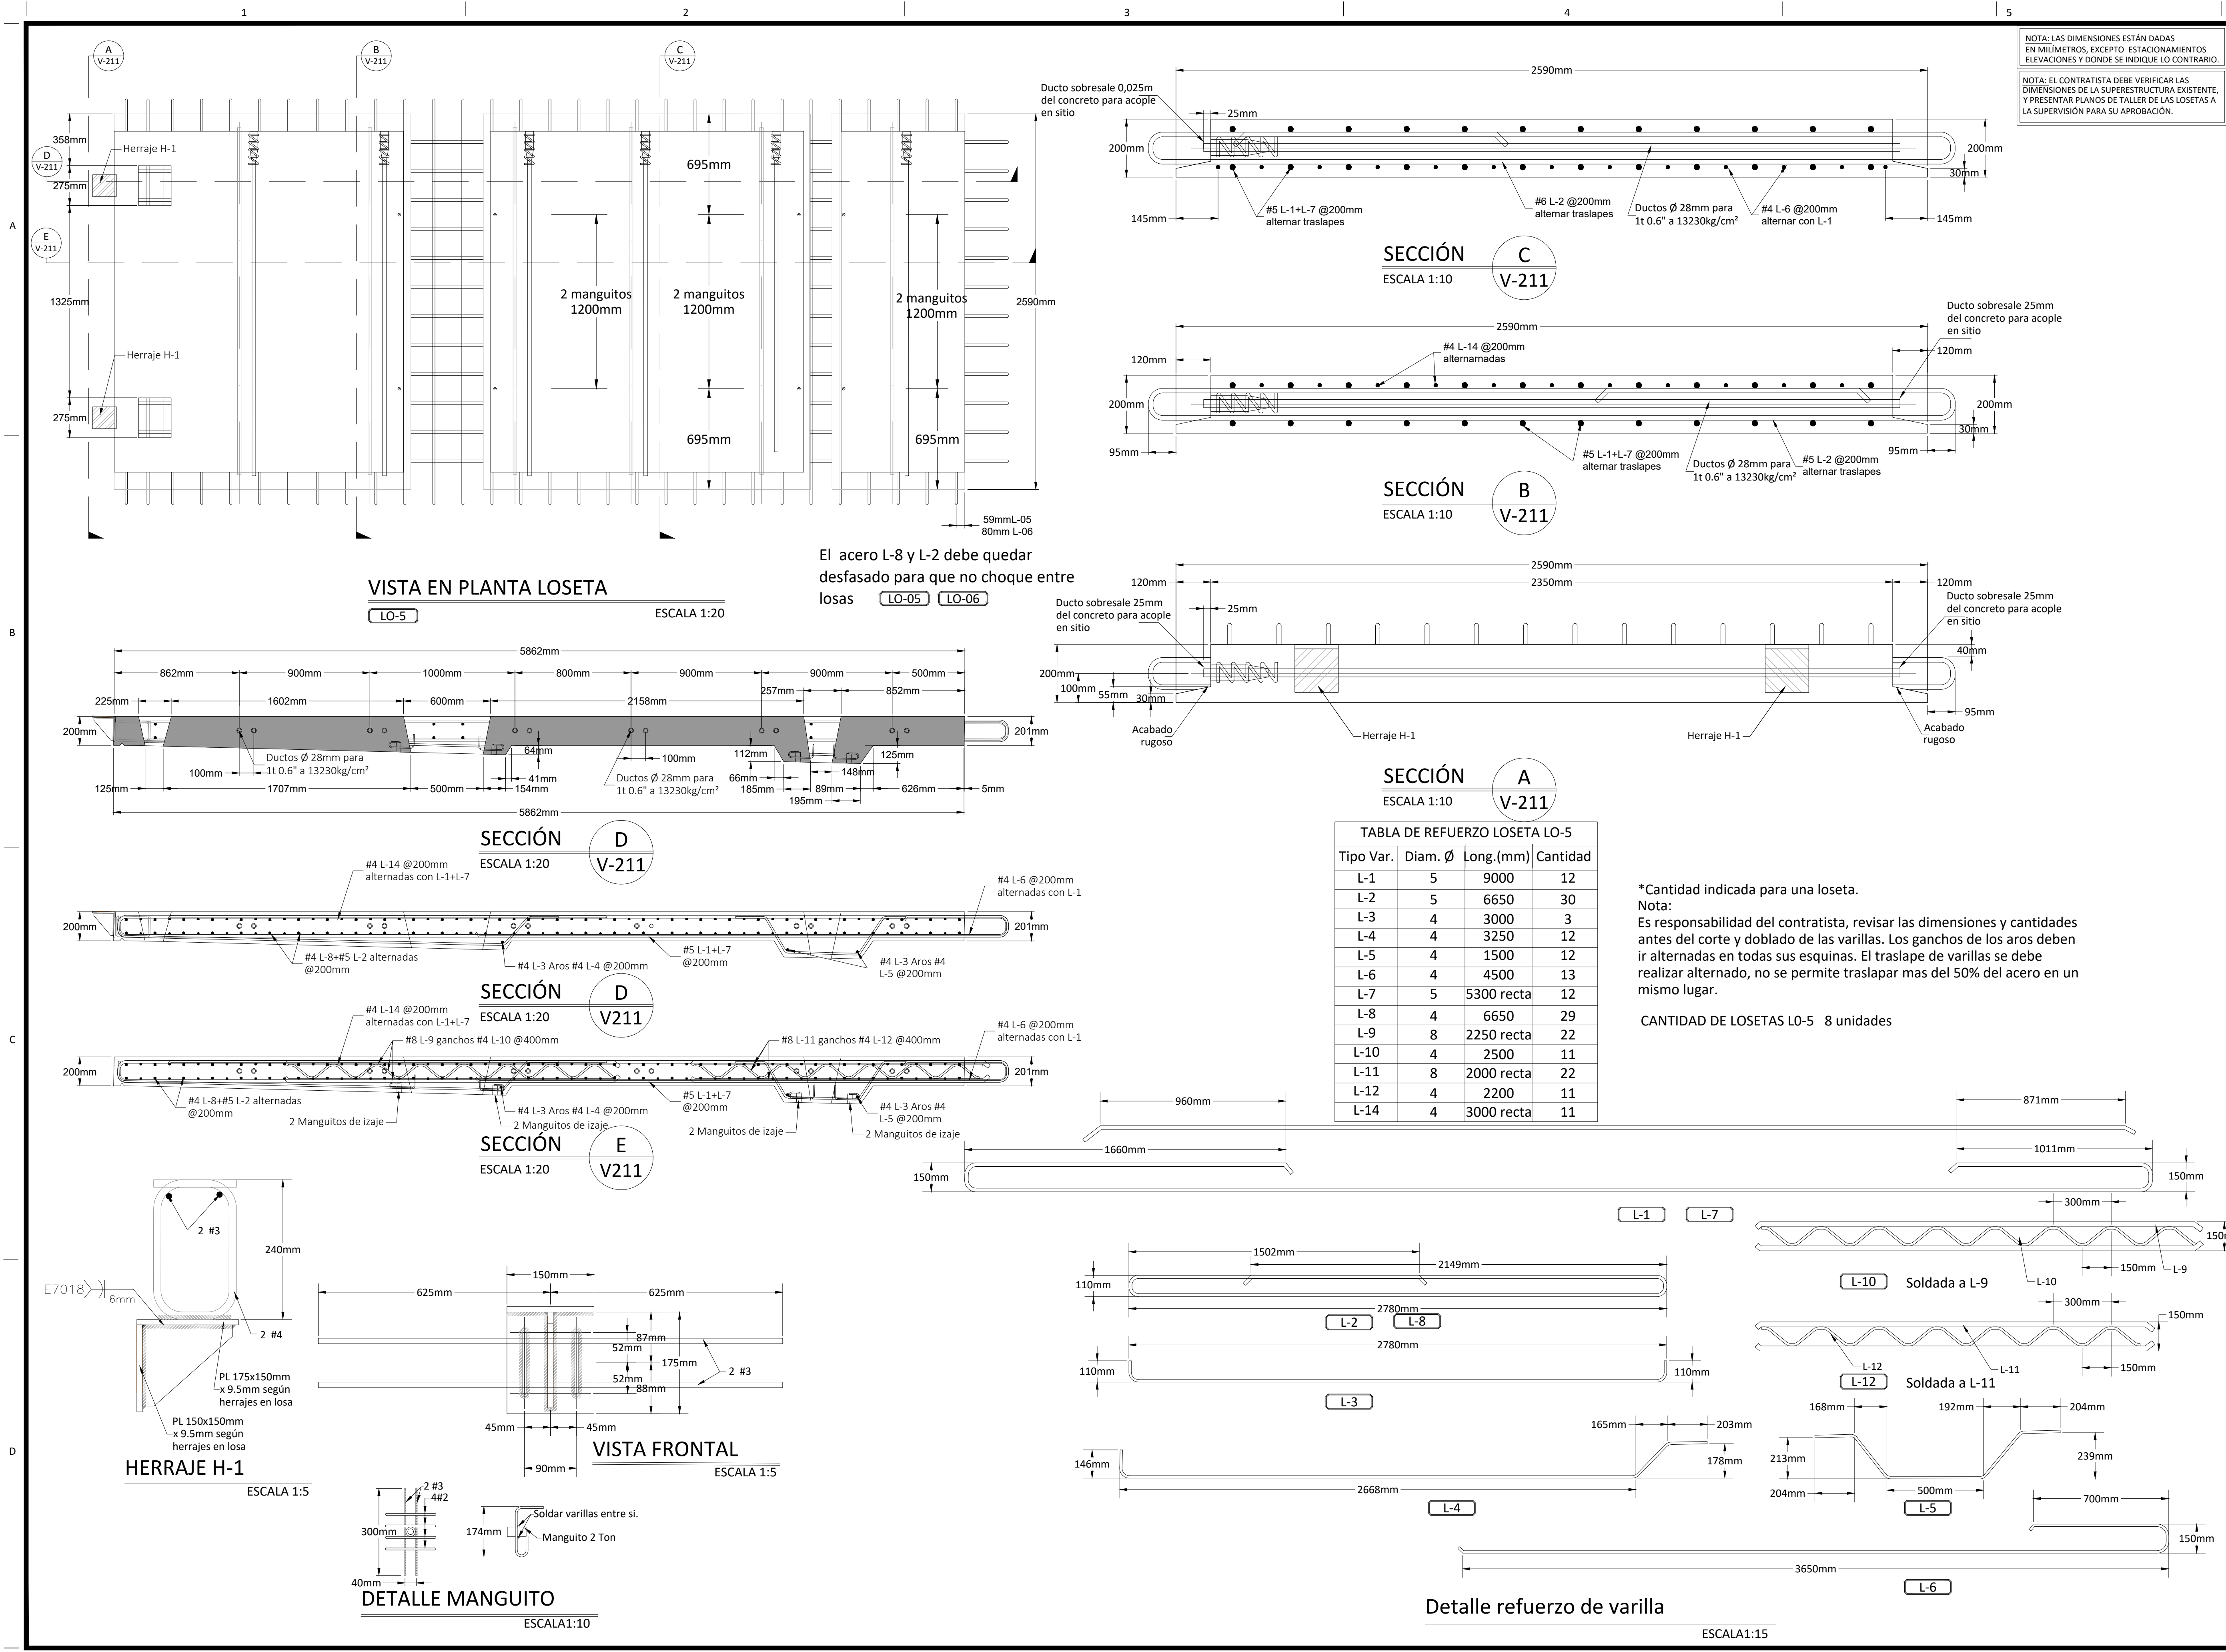 1
2
3
4
5
A
B
C
D
NOTA: LAS DIMENSIONES ESTÁN DADAS
EN MILÍMETROS, EXCEPTO ESTACIONAMIENTOS
ELEVACIONES Y DONDE SE INDIQUE LO CONTRARIO.
NOTA: EL CONTRATISTA DEBE VERIFICAR LAS
DIMENSIONES DE LA SUPERESTRUCTURA EXISTENTE,
Y PRESENTAR PLANOS DE TALLER DE LAS LOSETAS A
LA SUPERVISIÓN PARA SU APROBACIÓN.
A
V-211
B
V-211
C
V-211
D
V-211
E
V-211
358mm
275mm
1325mm
275mm
Herraje H-1
Herraje H-1
695mm
2 manguitos
1200mm
2 manguitos
1200mm
2 manguitos
1200mm
695mm
695mm
2590mm
59mmL-05
80mm L-06
El acero L-8 y L-2 debe quedar
desfasado para que no choque entre
losas LO-05 LO-06
VISTA EN PLANTA LOSETA
LO-5
ESCALA 1:20
Ducto sobresale 0,025m
del concreto para acople
en sitio
2590mm
25mm
200mm
200mm
30mm
145mm
145mm
#5 L-1+L-7 @200mm
alternar traslapes
#6 L-2 @200mm
alternar traslapes
Ductos Ø 28mm para
1t 0.6" a 13230kg/cm²
#4 L-6 @200mm
alternar con L-1
SECCIÓN
ESCALA 1:10
C
V-211
2590mm
Ducto sobresale 25mm
del concreto para acople
en sitio
120mm
120mm
#4 L-14 @200mm
alternarnadas
200mm
200mm
30mm
95mm
95mm
#5 L-1+L-7 @200mm
alternar traslapes
Ductos Ø 28mm para
1t 0.6" a 13230kg/cm²
#5 L-2 @200mm
alternar traslapes
SECCIÓN
ESCALA 1:10
B
V-211
2590mm
120mm
2350mm
120mm
Ducto sobresale 25mm
del concreto para acople
en sitio
25mm
Ducto sobresale 25mm
del concreto para acople
en sitio
40mm
200mm
100mm
55mm
30mm
95mm
Acabado
rugoso
Herraje H-1
Herraje H-1
Acabado
rugoso
SECCIÓN
ESCALA 1:10
A
V-211
5862mm
862mm
900mm
1000mm
800mm
900mm
900mm
500mm
225mm
1602mm
600mm
2158mm
257mm
852mm
200mm
201mm
64mm
112mm
125mm
Ductos Ø 28mm para
1t 0.6" a 13230kg/cm²
100mm
41mm
100mm
Ductos Ø 28mm para
1t 0.6" a 13230kg/cm²
66mm
148mm
125mm
1707mm
500mm
154mm
185mm
89mm
195mm
626mm
5mm
5862mm
SECCIÓN
ESCALA 1:20
D
V-211
#4 L-14 @200mm
alternadas con L-1+L-7
#4 L-6 @200mm
alternadas con L-1
200mm
201mm
#4 L-8+#5 L-2 alternadas
@200mm
#4 L-3 Aros #4 L-4 @200mm
#5 L-1+L-7
@200mm
#4 L-3 Aros #4
L-5 @200mm
SECCIÓN
ESCALA 1:20
D
V211
#4 L-14 @200mm
alternadas con L-1+L-7
#8 L-9 ganchos #4 L-10 @400mm
#8 L-11 ganchos #4 L-12 @400mm
#4 L-6 @200mm
alternadas con L-1
200mm
201mm
#4 L-8+#5 L-2 alternadas
@200mm
2 Manguitos de izaje
#4 L-3 Aros #4 L-4 @200mm
2 Manguitos de izaje
#5 L-1+L-7
@200mm
2 Manguitos de izaje
#4 L-3 Aros #4
L-5 @200mm
2 Manguitos de izaje
SECCIÓN
ESCALA 1:20
E
V211
TABLA DE REFUERZO LOSETA LO-5
Tipo Var. Diam. Ø Long.(mm) Cantidad
L-1 5 9000 12
L-2 5 6650 30
L-3 4 3000 3
L-4 4 3250 12
L-5 4 1500 12
L-6 4 4500 13
L-7 5 5300 recta 12
L-8 4 6650 29
L-9 8 2250 recta 22
L-10 4 2500 11
L-11 8 2000 recta 22
L-12 4 2200 11
L-14 4 3000 recta 11
*Cantidad indicada para una loseta.
Nota:
Es responsabilidad del contratista, revisar las dimensiones y cantidades
antes del corte y doblado de las varillas. Los ganchos de los aros deben
ir alternadas en todas sus esquinas. El traslape de varillas se debe
realizar alternado, no se permite traslapar mas del 50% del acero en un
mismo lugar.
CANTIDAD DE LOSETAS L0-5 8 unidades
2 #3
240mm
E7018
6mm
2 #4
PL 175x150mm
x 9.5mm según
herrajes en losa
PL 150x150mm
x 9.5mm según
herrajes en losa
HERRAJE H-1
ESCALA 1:5
150mm
625mm
625mm
87mm
52mm
175mm
52mm
88mm
2 #3
45mm
45mm
90mm
VISTA FRONTAL
ESCALA 1:5
2 #3
4#2
300mm
40mm
174mm
Soldar varillas entre si.
Manguito 2 Ton
DETALLE MANGUITO
ESCALA1:10
960mm
871mm
1660mm
1011mm
150mm
150mm
L-1
L-7
300mm
150mm
L-9
L-10
L-10
Soldada a L-9
1502mm
2149mm
110mm
2780mm
L-2
L-8
300mm
150mm
150mm
L-12
L-11
L-12
Soldada a L-11
2780mm
110mm
110mm
L-3
165mm
203mm
146mm
178mm
2668mm
L-4
168mm
192mm
204mm
213mm
239mm
204mm
500mm
L-5
700mm
150mm
3650mm
L-6
Detalle refuerzo de varilla
ESCALA1:15